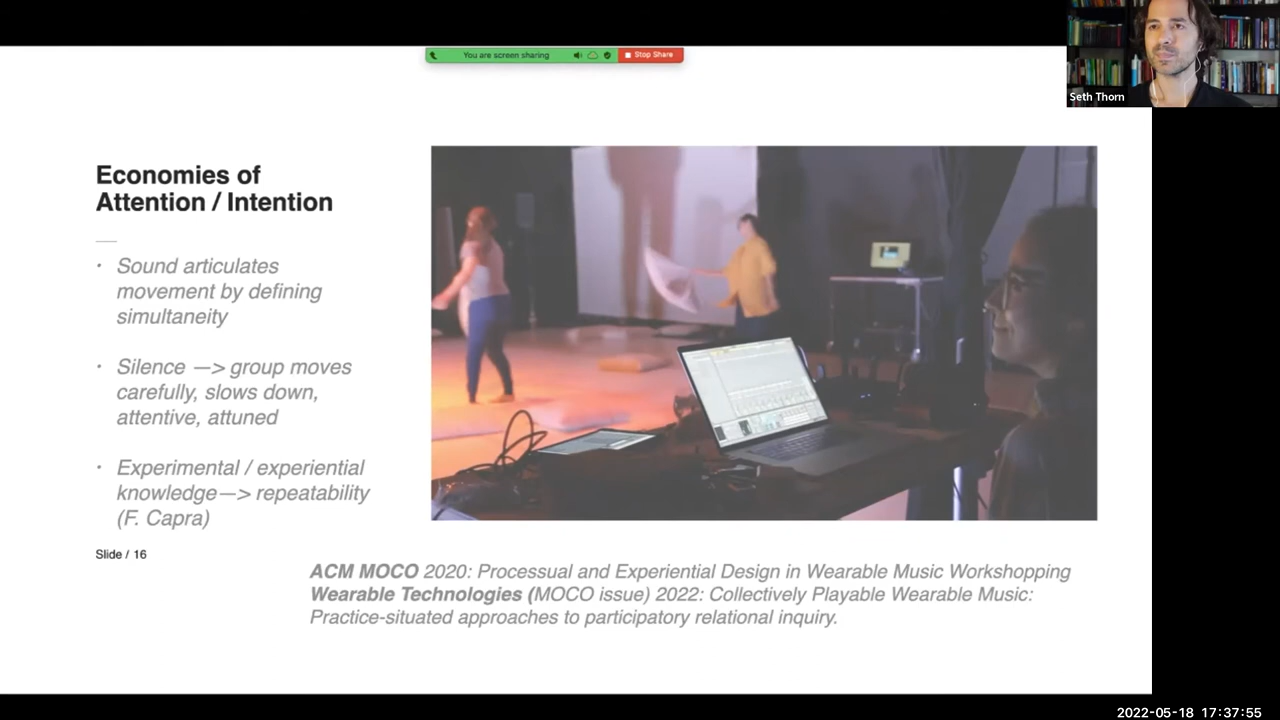 You are screen sharing
Stop Share
Seth Thorn
Economies of
Attention / Intention
• Sound articulates
movement by defining
simultaneity
• Silence —> group moves
carefully, slows down,
attentive, attuned
• Experimental / experiential
knowledge—> repeatability
(F. Capra)
Slide / 16
ACM MOCO 2020: Processual and Experiential Design in Wearable Music Workshopping
Wearable Technologies (MOCO issue) 2022: Collectively Playable Wearable Music:
Practice-situated approaches to participatory relational inquiry.
2022-05-18 17:37:55